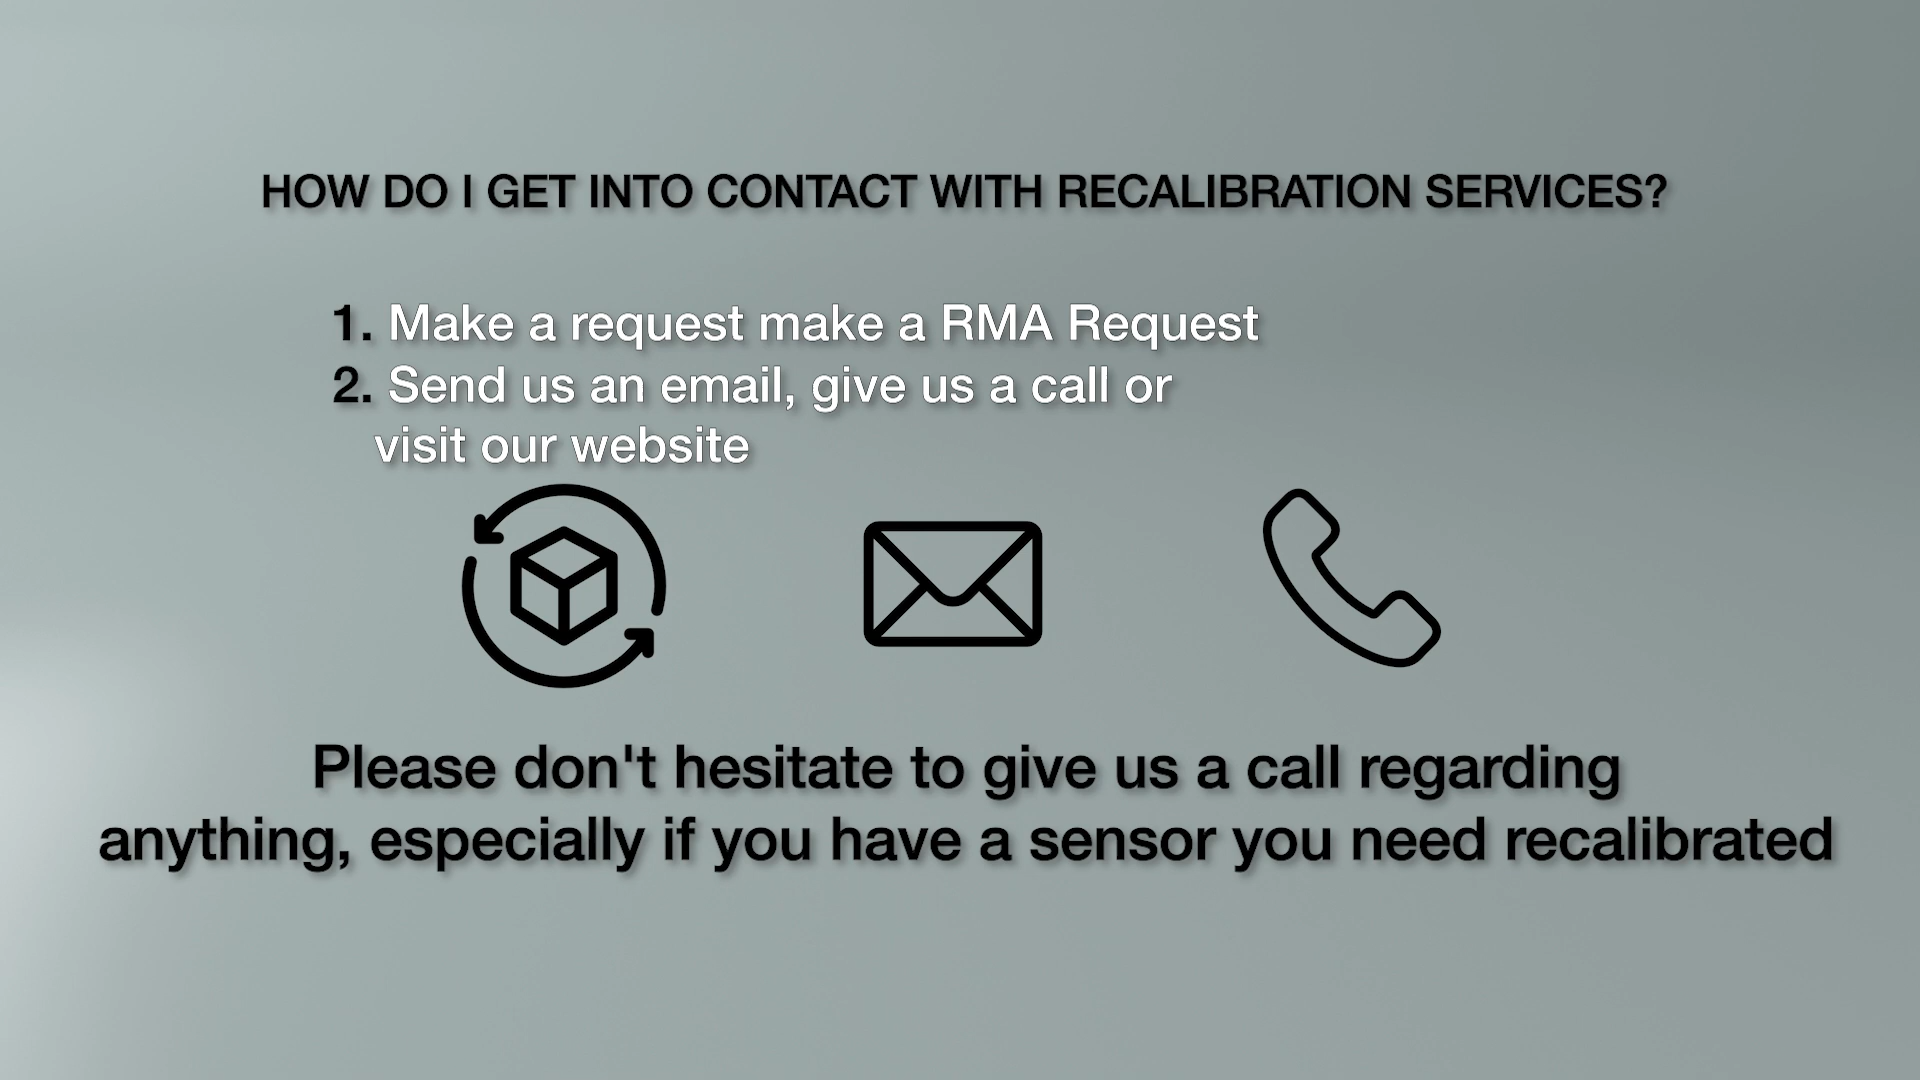 HOW DO I GET INTO CONTACT WITH RECALIBRATION SERVICES?
1. Make a request make a RMA Request
2. Send us an email, give us a call or
visit our website
Please don't hesitate to give us a call regarding
anything, especially if you have a sensor you need recalibrated